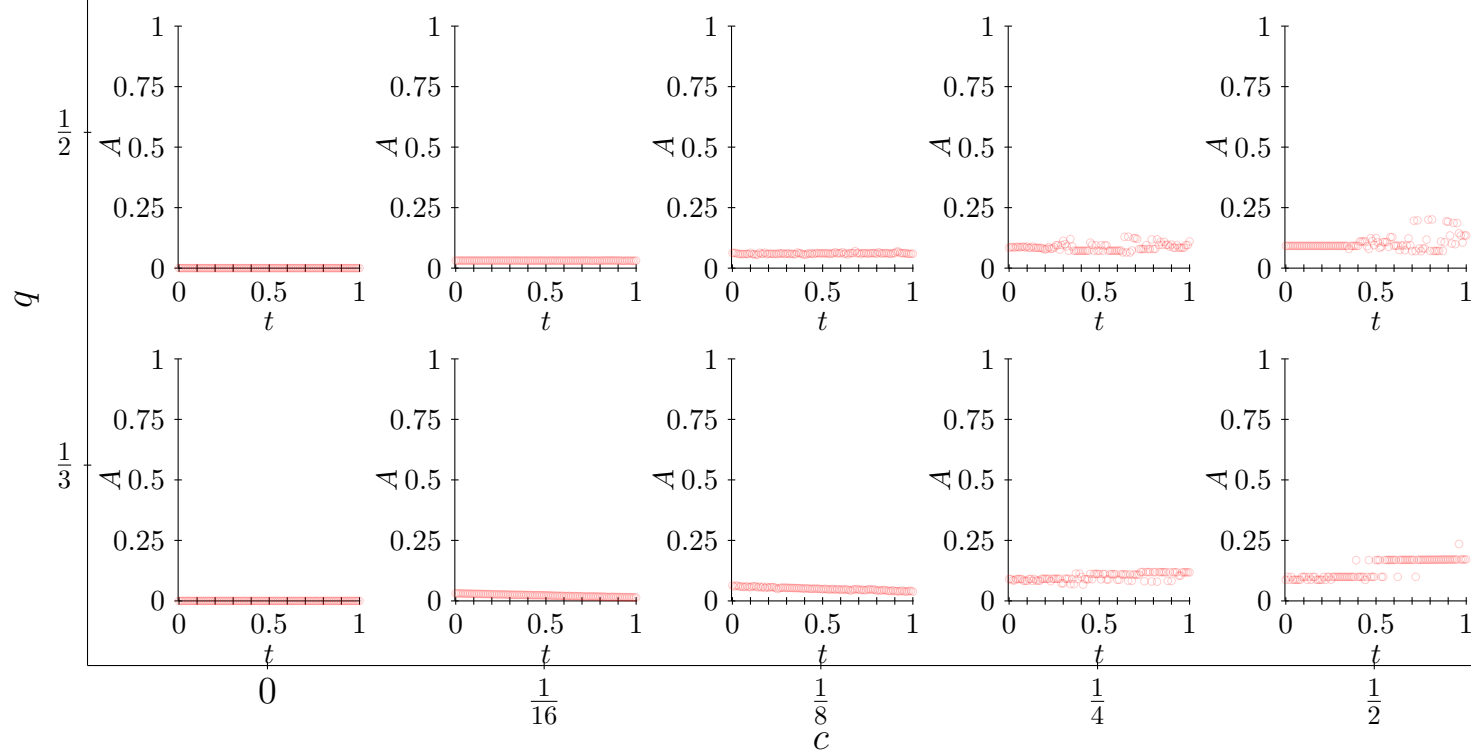 1 1 1 1 1
0.75 0.75 0.75 0.75 0.75
1/2 A 0.5 A 0.5 A 0.5 A 0.5 A 0.5
0.25 0.25 0.25 0.25 0.25
0 0 0 0 0
0 0.5 1 0 0.5 1 0 0.5 1 0 0.5 1 0 0.5 1
q
t t t t t
1 1 1 1 1
0.75 0.75 0.75 0.75 0.75
1/3 A 0.5 A 0.5 A 0.5 A 0.5 A 0.5
0.25 0.25 0.25 0.25 0.25
0 0 0 0 0
0 0.5 1 0 0.5 1 0 0.5 1 0 0.5 1 0 0.5 1
t t t t t
0 1/16 1/8 1/4 1/2
c